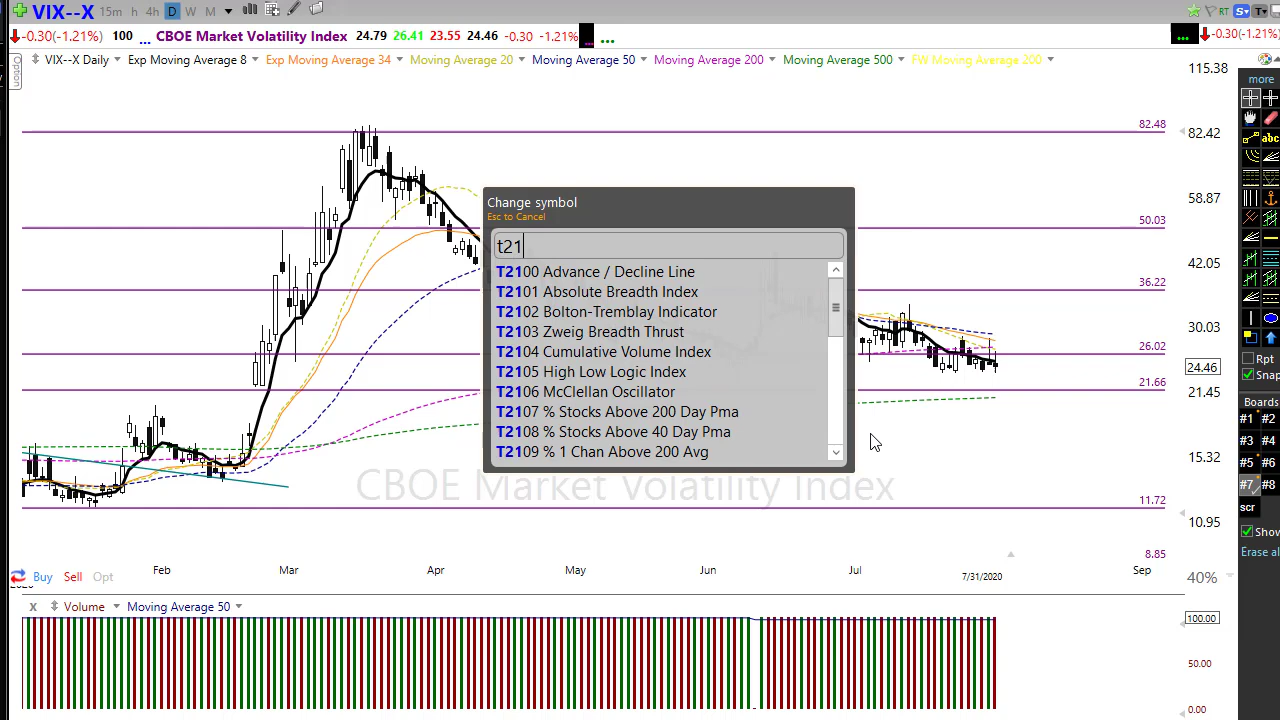 VIX--X 15m h 4h D W M RT S T
-0.30(-1.21%) 100 ... CBOE Market Volatility Index 24.79 26.41 23.55 24.46 -0.30 -1.21% ... ... ... -0.30(-1.21%)
Option
VIX--X Daily Exp Moving Average 8 Exp Moving Average 34 Moving Average 20 Moving Average 50 Moving Average 200 Moving Average 500 FW Moving Average 200
115.38
more
82.48
82.42
abc
50.03
58.87
36.22
42.05
26.02
30.03
21.66
24.46
21.45
11.72
15.32
8.85
10.95
Change symbol
Esc to Cancel
t21
T2100 Advance / Decline Line
T2101 Absolute Breadth Index
T2102 Bolton-Tremblay Indicator
T2103 Zweig Breadth Thrust
T2104 Cumulative Volume Index
T2105 High Low Logic Index
T2106 McClellan Oscillator
T2107 % Stocks Above 200 Day Pma
T2108 % Stocks Above 40 Day Pma
T2109 % 1 Chan Above 200 Avg
CBOE Market Volatility Index
Rpt
Snap
Boards
#1 #2
#3 #4
#5 #6
#7 #8
scr
Show
Erase al
Feb Mar Apr May Jun Jul 7/31/2020 Sep
Buy Sell Opt
40%
X Volume Moving Average 50
100.00
50.00
0.00